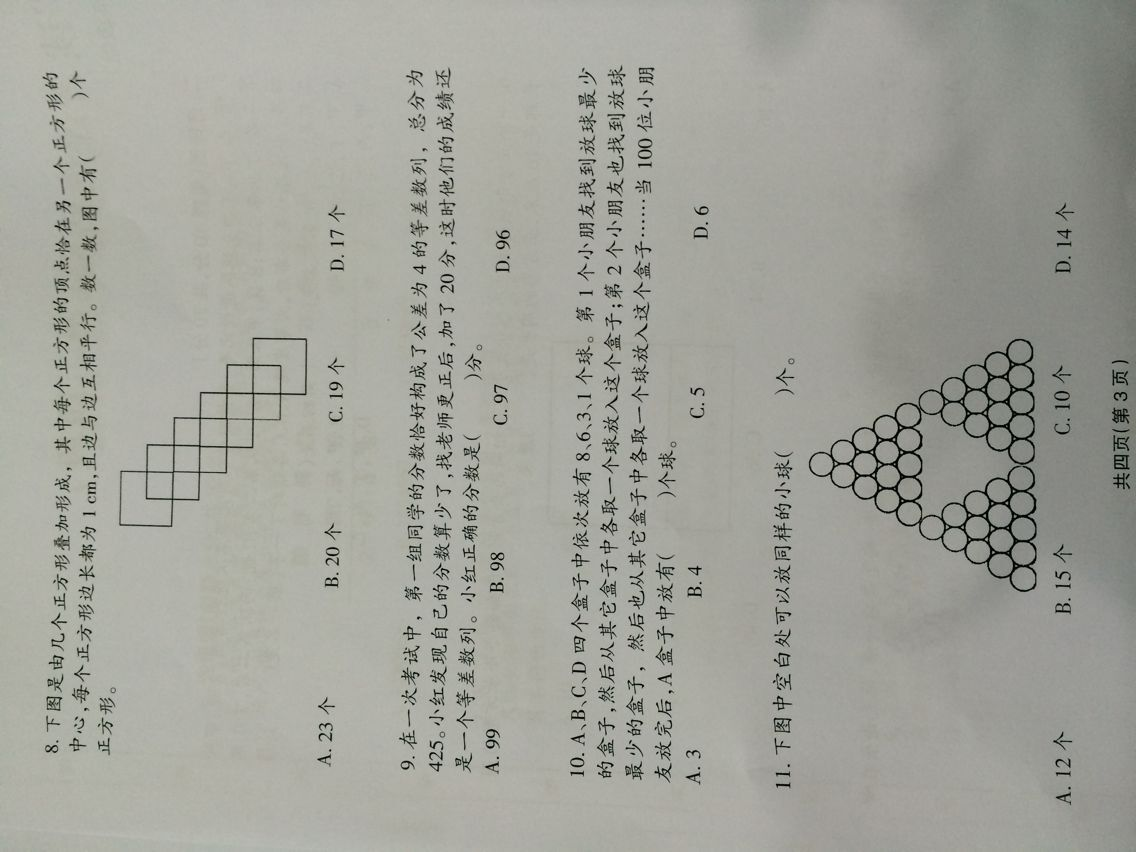 8. 下图是由几个正方形叠加形成，其中每个正方形的顶点恰在另一个正方形的
中心,每个正方形边长都为1 cm,且边与边互相平行。数一数,图中有( )个
正方形。
A. 23 个 B. 20 个 C. 19 个 D. 17 个
9. 在一次考试中，第一组同学的分数恰好构成了公差为 4 的等差数列，总分为
425。小红发现自己的分数算少了,找老师更正后,加了 20 分,这时他们的成绩还
是一个等差数列。小红正确的分数是( )分。
A. 99 B. 98 C. 97 D. 96
10. A、B、C、D 四个盒子中依次放有 8、6、3、1 个球。第 1 个小朋友找到放球最少
的盒子,然后从其它盒子中各取一个球放入这个盒子;第 2 个小朋友也找到放球
最少的盒子，然后也从其它盒子中各取一个球放入这个盒子……当 100 位小朋
友放完后,A 盒子中放有( )个球。
A. 3 B. 4 C. 5 D. 6
11. 下图中空白处可以放同样的小球( )个。
A. 12 个 B. 15 个 C. 10 个 D. 14 个
共四页(第 3 页)